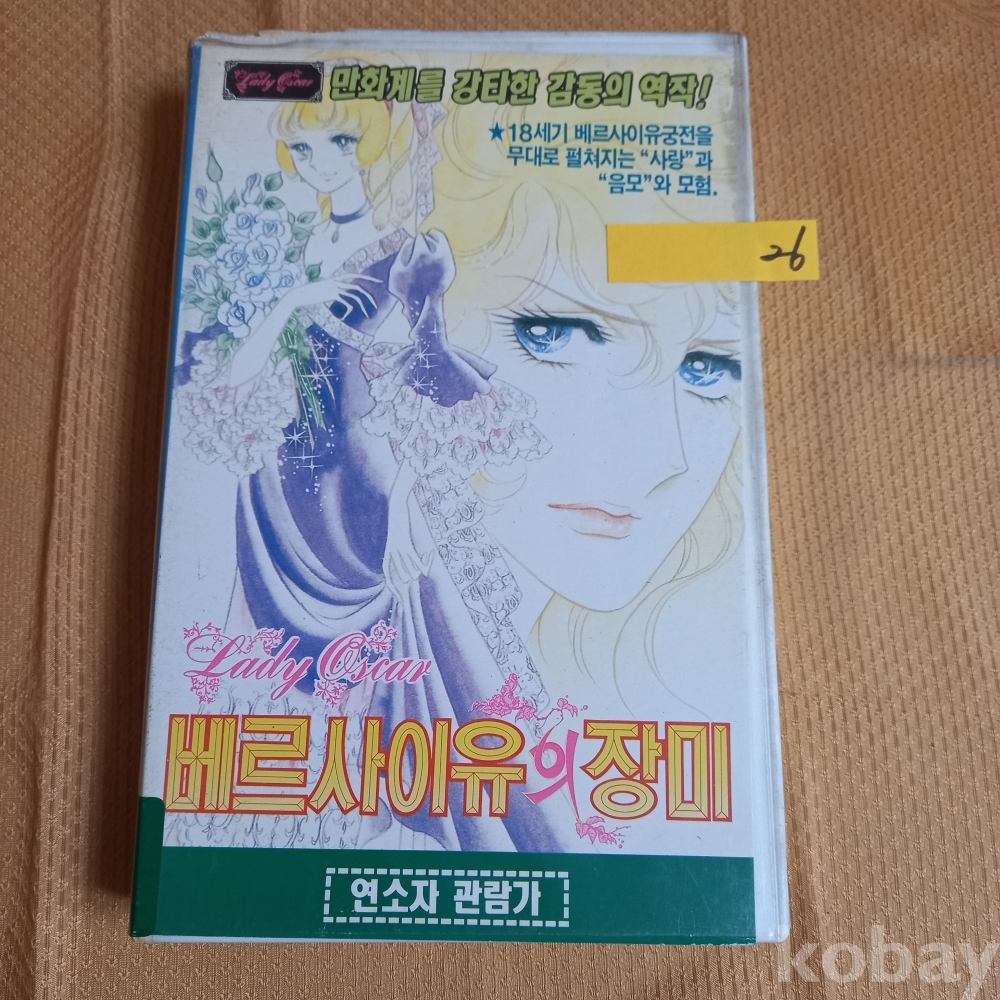 Lady Oscar
만화계를 강타한 감동의 역작!
★18세기 베르사이유궁전을
무대로 펼쳐지는 "사랑"과
"음모"와 모험.
26
Lady Oscar
베르사이유의 장미
연소자 관람가
kobay